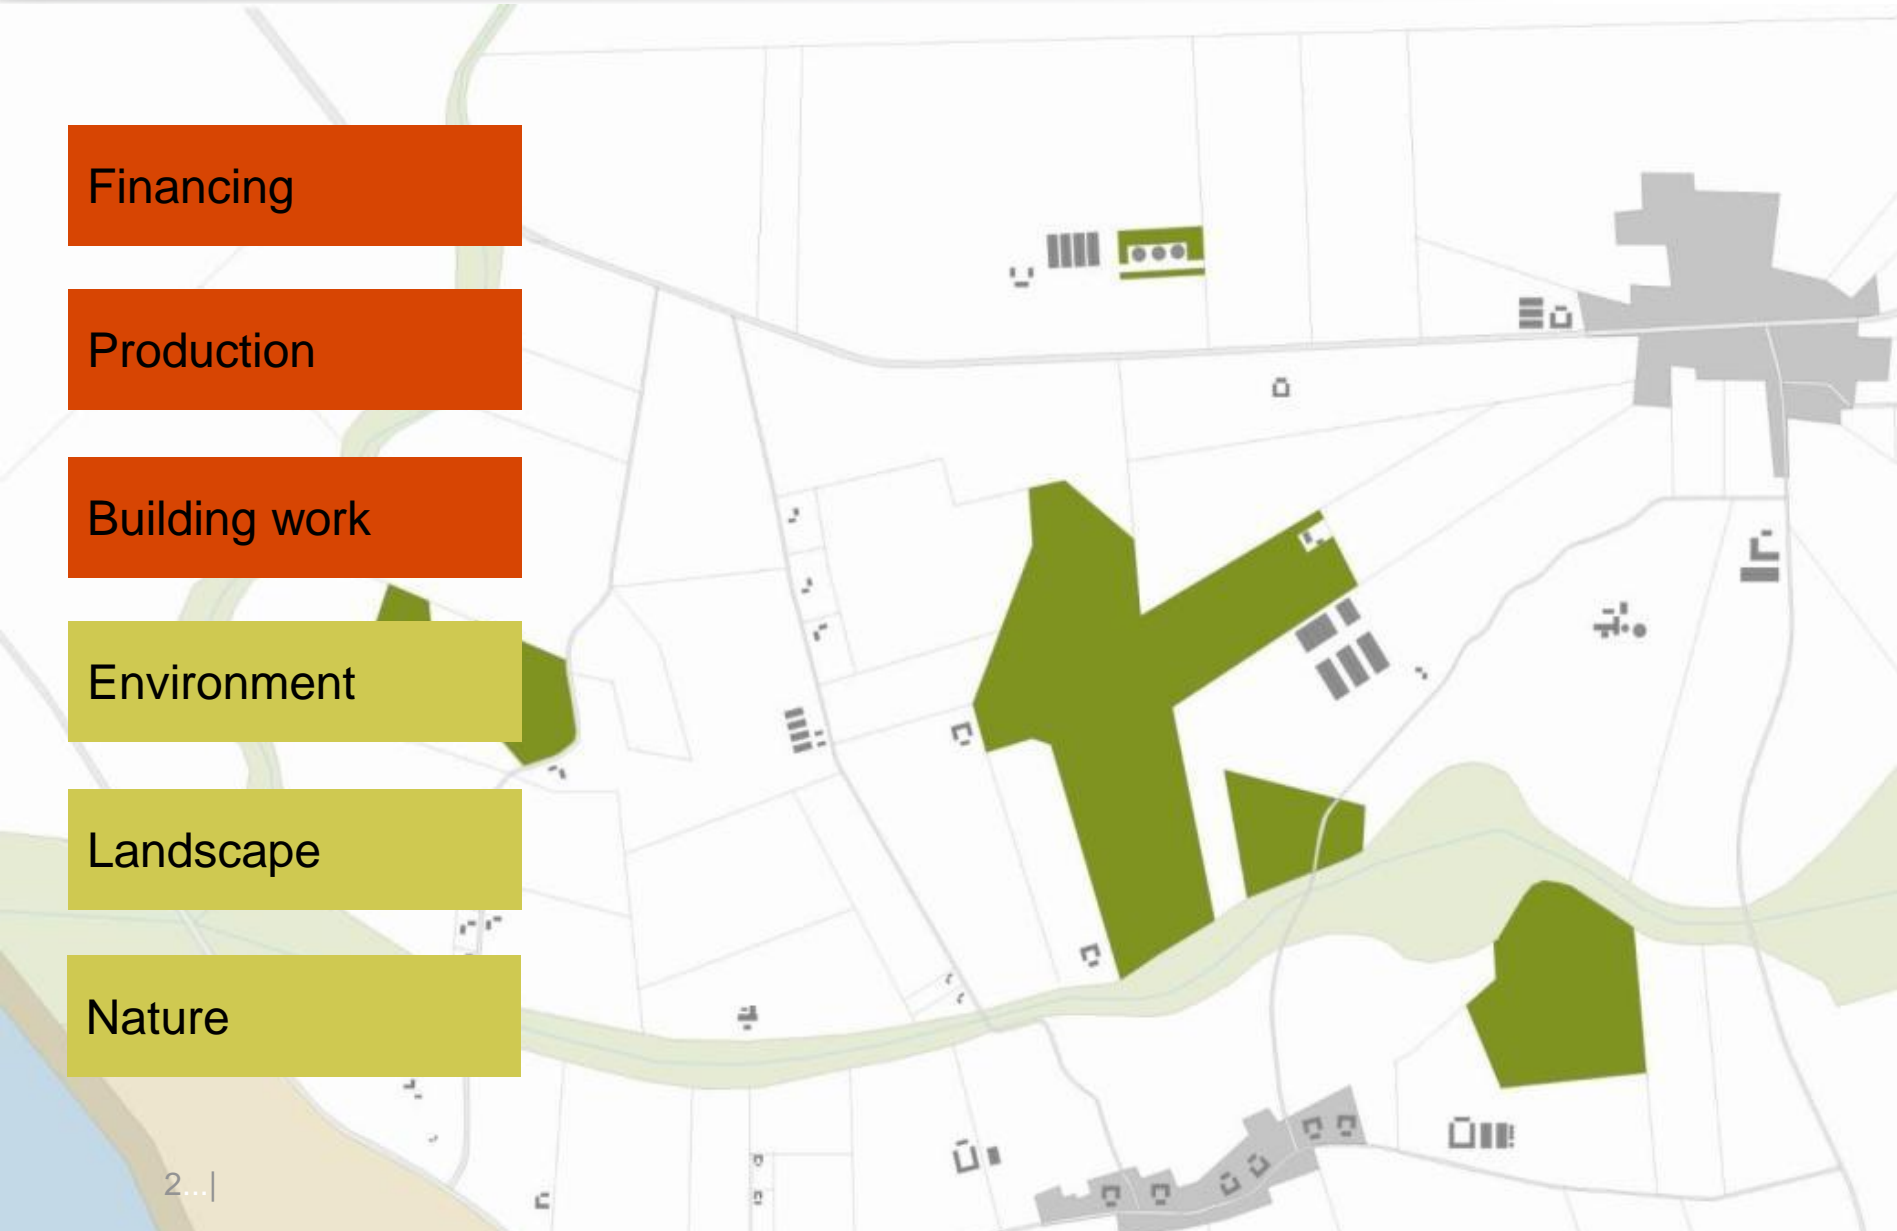 Financing
Production
Building work
Environment
Landscape
Nature
2...|